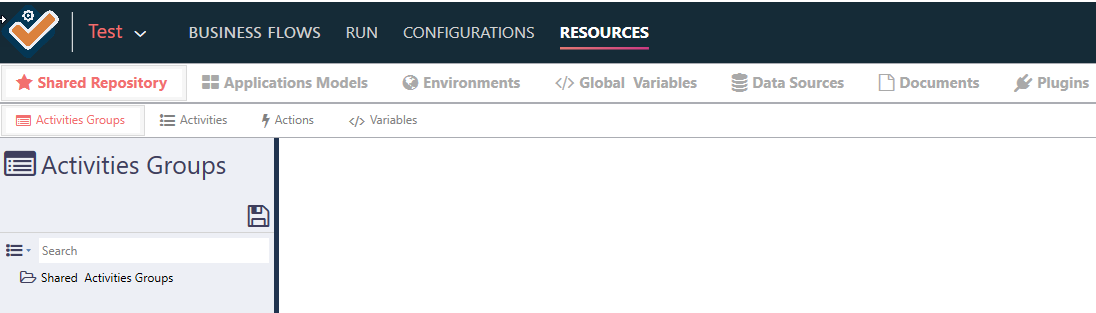 Test BUSINESS FLOWS RUN CONFIGURATIONS RESOURCES
Shared Repository Applications Models Environments Global Variables Data Sources Documents Plugins
Activities Groups Activities Actions Variables
Activities Groups
Search
Shared Activities Groups